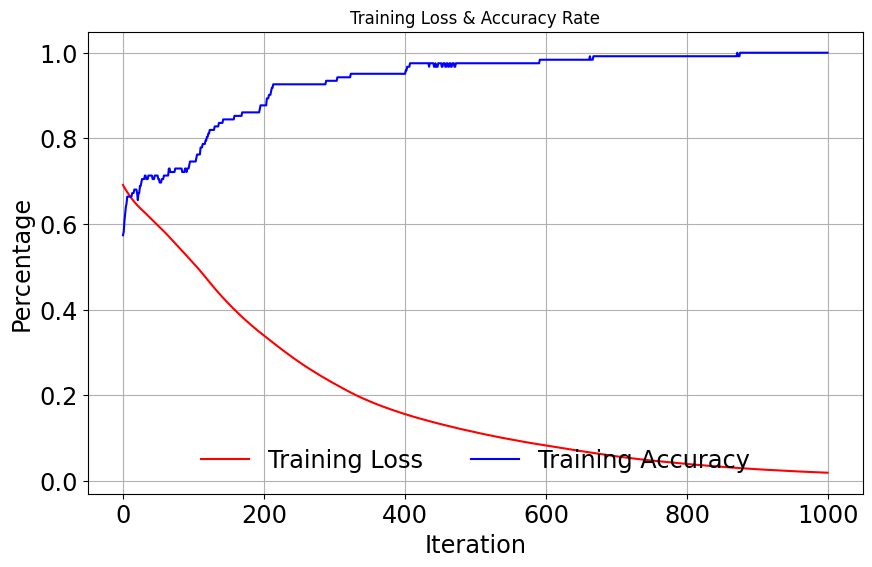 Training Loss & Accuracy Rate
1.0
0.8
0.6
0.4
0.2
0.0
Percentage
Training Loss
Training Accuracy
0 200 400 600 800 1000
Iteration